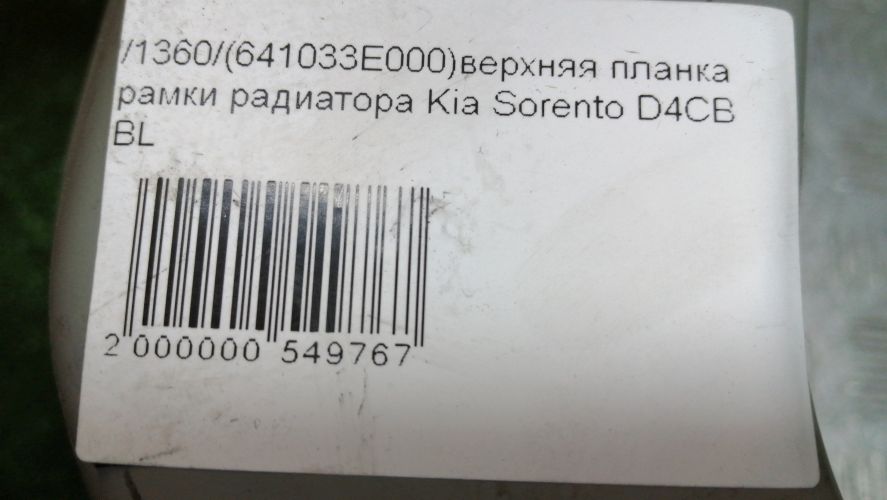 /1360/(641033E000)верхняя планка
рамки радиатора Kia Sorento D4CB
BL
2 000000 549767